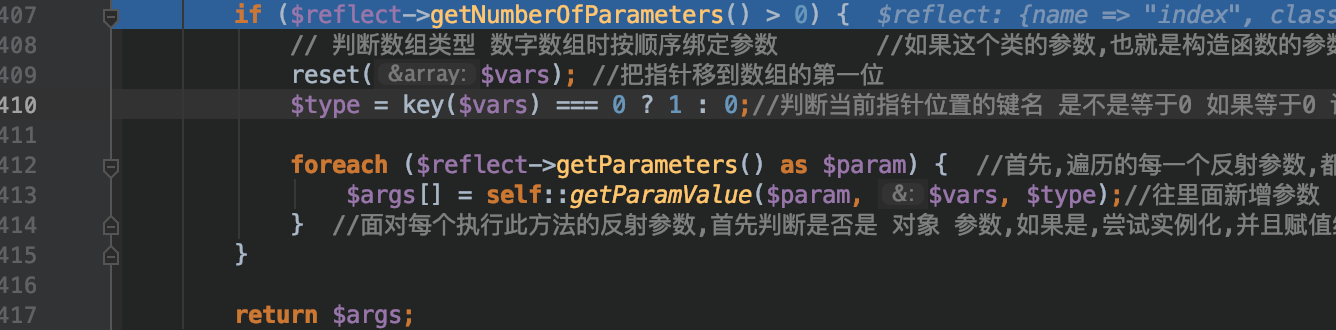 407 if ($reflect->getNumberOfParameters() > 0) { $reflect: {name => "index", class
408 // 判断数组类型 数字数组时按顺序绑定参数 //如果这个类的参数,也就是构造函数的参数
409 reset( &array: $vars); //把指针移到数组的第一位
410 $type = key($vars) === 0 ? 1 : 0;//判断当前指针位置的键名 是不是等于0 如果等于0
411
412 foreach ($reflect->getParameters() as $param) { //首先,遍历的每一个反射参数,都
413 $args[] = self::getParamValue($param, &: $vars, $type);//往里面新增参数
414 } //面对每个执行此方法的反射参数,首先判断是否是 对象 参数,如果是,尝试实例化,并且赋值
415 }
416
417 return $args;